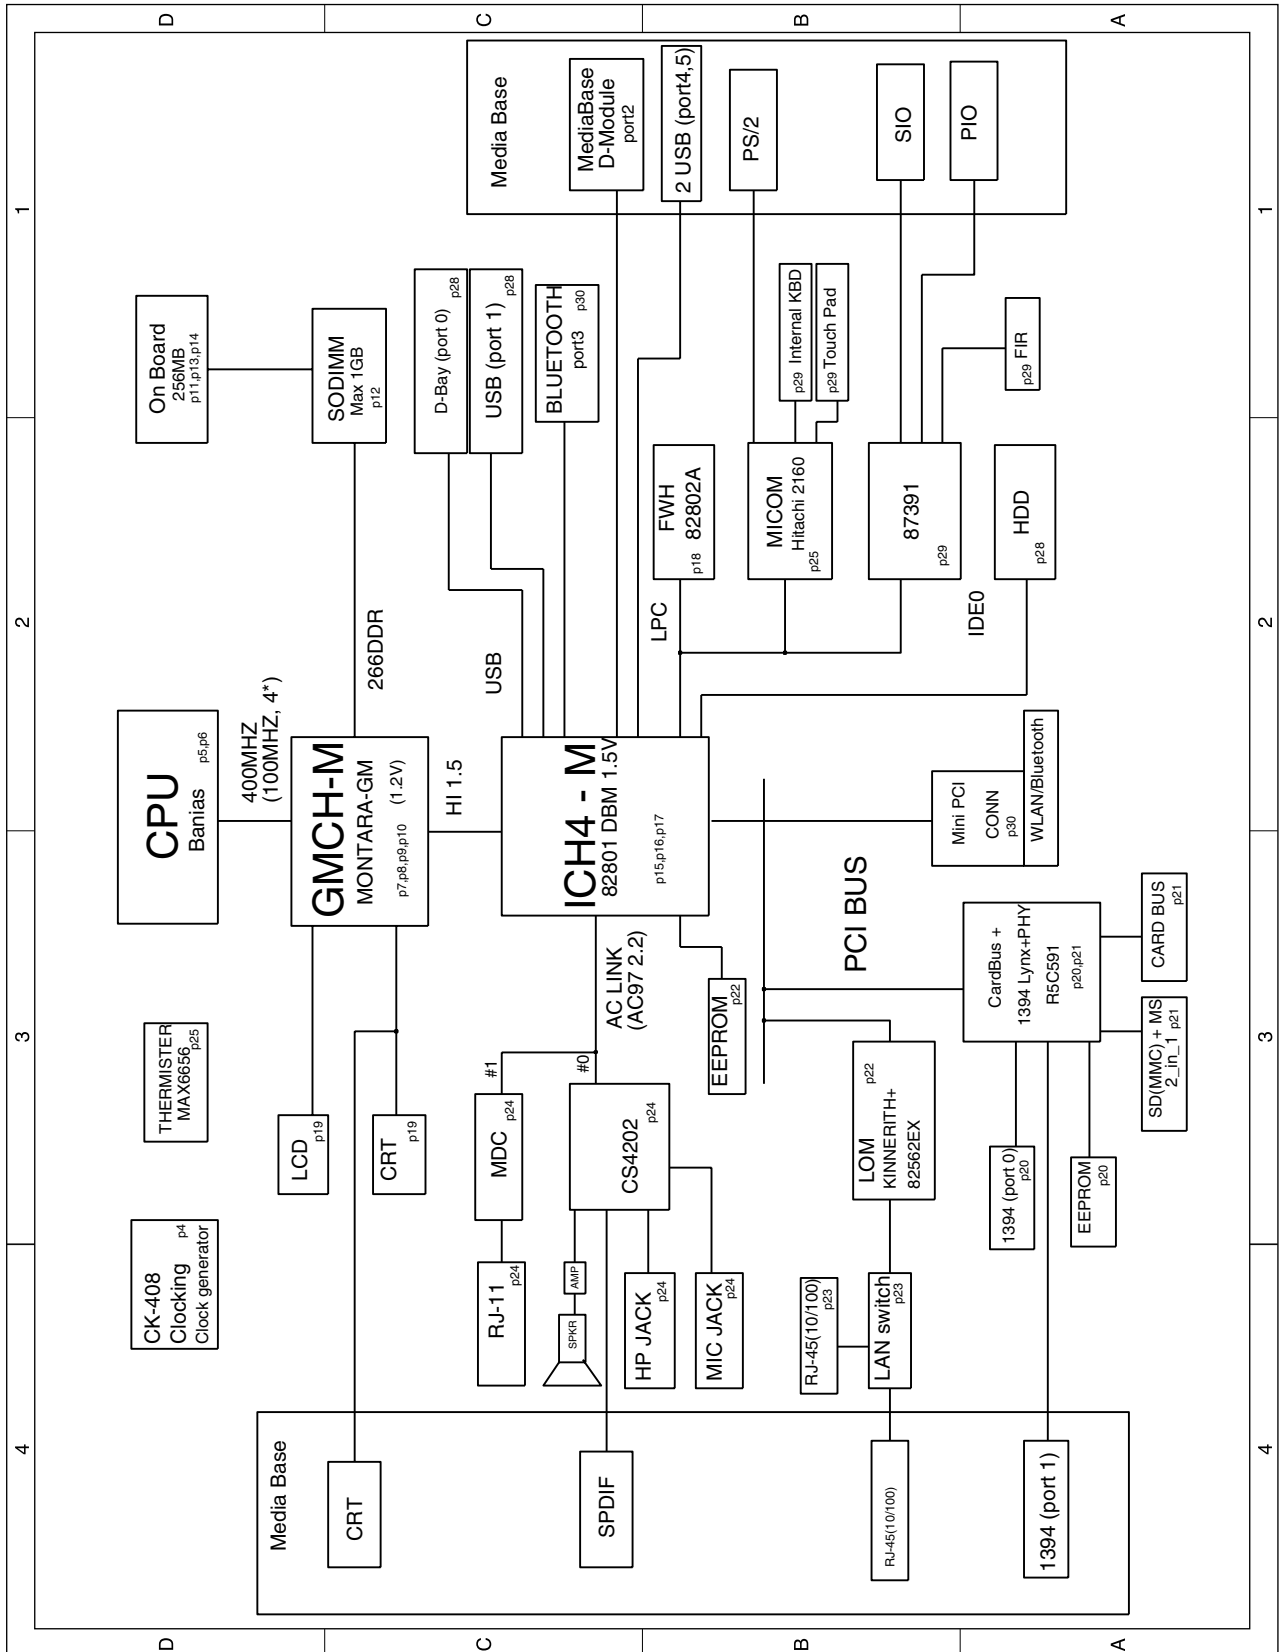 4
3
2
1
D
D
CK-408
Clocking
p4
Clock generator
THERMISTER
MAX6656
p25
CPU
Banias
p5,p6
On Board
256MB
p11,p13,p14
400MHZ
(100MHZ, 4*)
Media Base
LCD
p19
GMCH-M
MONTARA-GM
(1.2V)
p7,p8,p9,p10
266DDR
SODIMM
Max 1GB
p12
CRT
CRT
p19
HI 1.5
C
C
D-Bay (port 0)
p28
USB
USB (port 1)
p28
Media Base
MDC
p24
#1
RJ-11
p24
#0
AC LINK
(AC97 2.2)
ICH4 - M
82801 DBM 1.5V
p15,p16,p17
BLUETOOTH
port3
p30
MediaBase
D-Module
port2
SPDIF
SPKR
AMP
CS4202
p24
HP JACK
p24
MIC JACK
p24
EEPROM
p22
LPC
FWH
82802A
p18
2 USB (port4,5)
PS/2
MICOM
Hitachi 2160
p25
p29 Internal KBD
p29 Touch Pad
B
B
RJ-45(10/100)
p23
RJ-45(10/100)
LAN switch
p23
LOM
p22
KINNERITH+
82562EX
PCI BUS
87391
p29
SIO
PIO
Mini PCI
CONN
p30
WLAN/Bluetooth
IDE0
HDD
p28
p29 FIR
CardBus +
1394 Lynx+PHY
R5C591
p20,p21
1394 (port 0)
p20
1394 (port 1)
EEPROM
p20
SD(MMC) + MS
2_in_1
p21
CARD BUS
p21
A
A
4
3
2
1